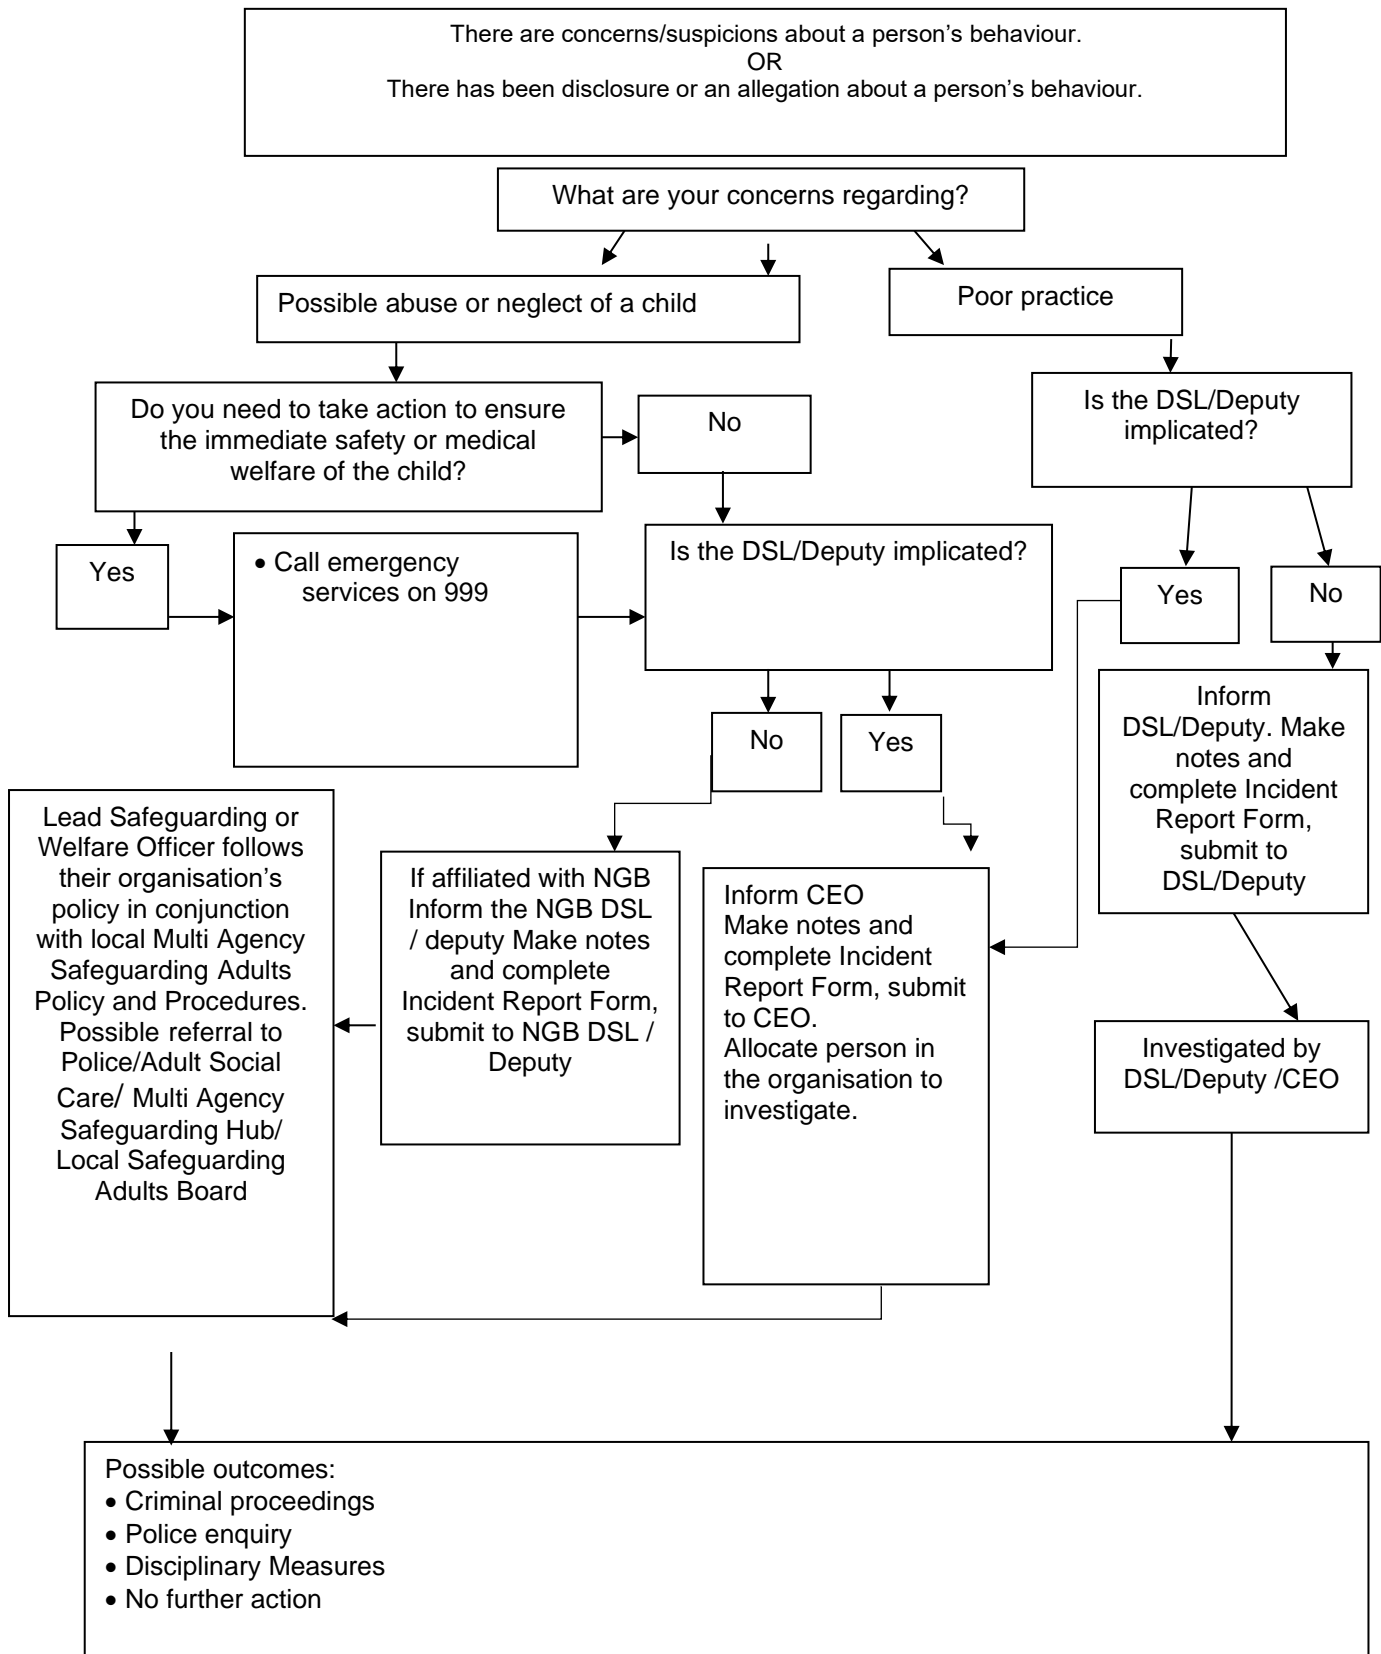 There are concerns/suspicions about a person’s behaviour.
OR
There has been disclosure or an allegation about a person’s behaviour.
What are your concerns regarding?
Possible abuse or neglect of a child
Poor practice
Do you need to take action to ensure
the immediate safety or medical
welfare of the child?
No
Is the DSL/Deputy
implicated?
Yes
• Call emergency
services on 999
Is the DSL/Deputy implicated?
Yes
No
No
Yes
Inform
DSL/Deputy. Make
notes and
complete Incident
Report Form,
submit to
DSL/Deputy
Lead Safeguarding or
Welfare Officer follows
their organisation’s
policy in conjunction
with local Multi Agency
Safeguarding Adults
Policy and Procedures.
Possible referral to
Police/Adult Social
Care/ Multi Agency
Safeguarding Hub/
Local Safeguarding
Adults Board
If affiliated with NGB
Inform the NGB DSL
/ deputy Make notes
and complete
Incident Report Form,
submit to NGB DSL /
Deputy
Inform CEO
Make notes and
complete Incident
Report Form, submit
to CEO.
Allocate person in
the organisation to
investigate.
Investigated by
DSL/Deputy /CEO
Possible outcomes:
• Criminal proceedings
• Police enquiry
• Disciplinary Measures
• No further action